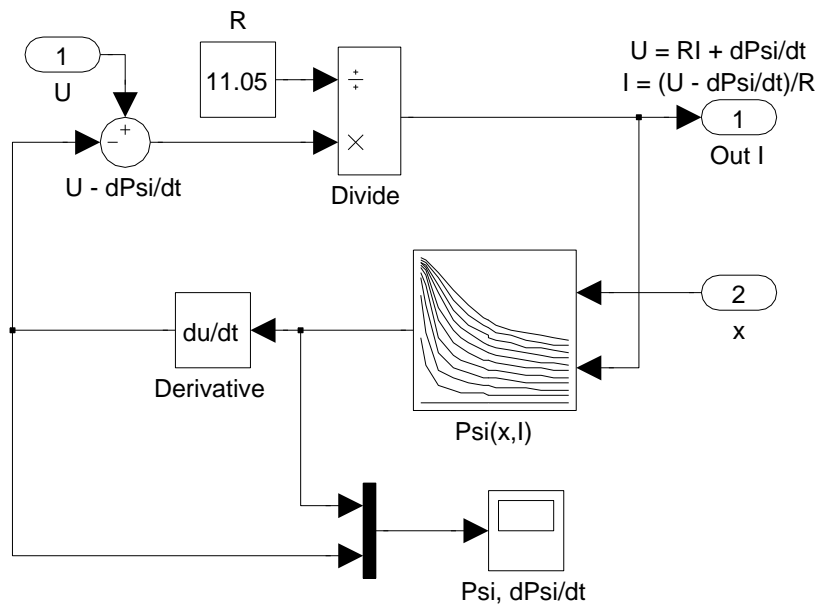 R
1
U
11.05
÷
÷
×
Divide
+
−
U - dPsi/dt
U = RI + dPsi/dt
I = (U - dPsi/dt)/R
1
Out I
2
x
du/dt
Derivative
Psi(x,I)
Psi, dPsi/dt